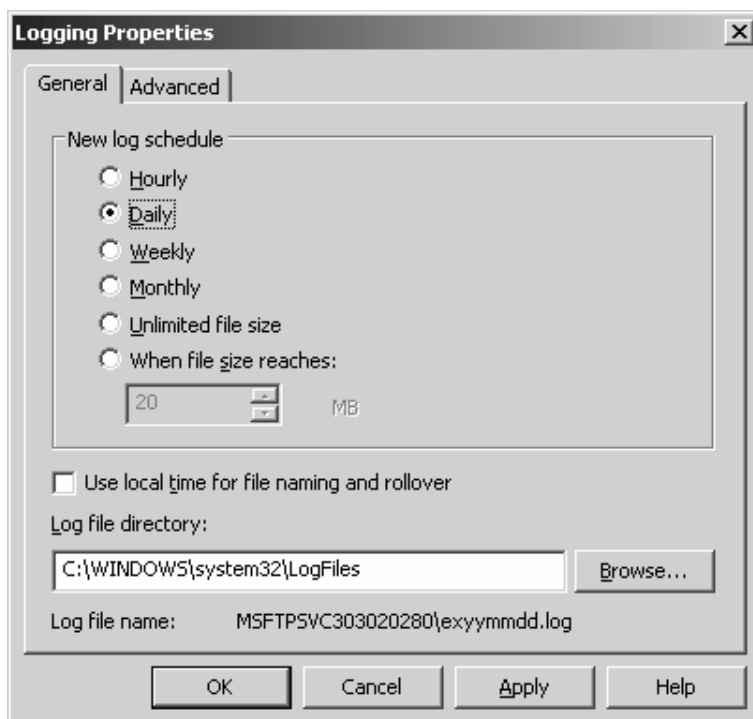 Logging Properties
General
Advanced
New log schedule
Hourly
Daily
Weekly
Monthly
Unlimited file size
When file size reaches:
20 MB
Use local time for file naming and rollover
Log file directory:
C:\WINDOWS\system32\LogFiles Browse...
Log file name: MSFTPSVC303020280\exyymmdd.log
OK Cancel Apply Help